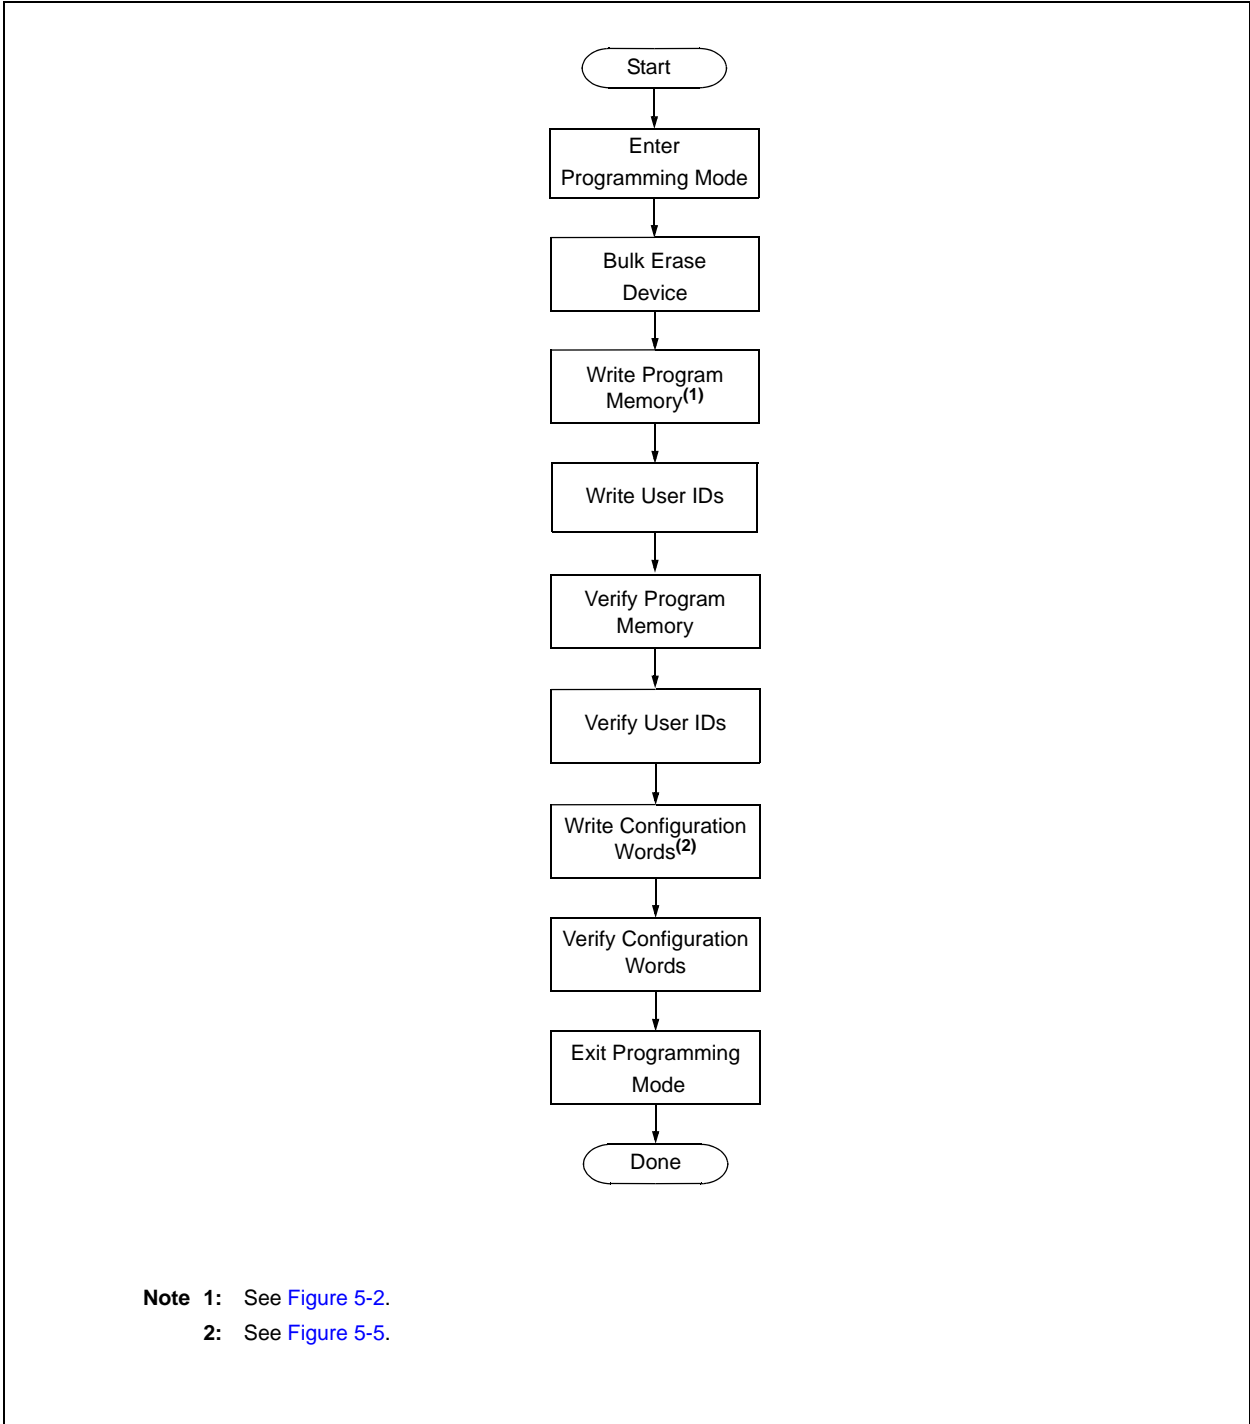 Start
Enter
Programming Mode
Bulk Erase
Device
Write Program
Memory(1)
Write User IDs
Verify Program
Memory
Verify User IDs
Write Configuration
Words(2)
Verify Configuration
Words
Exit Programming
Mode
Done
Note 1: See Figure 5-2.
2: See Figure 5-5.